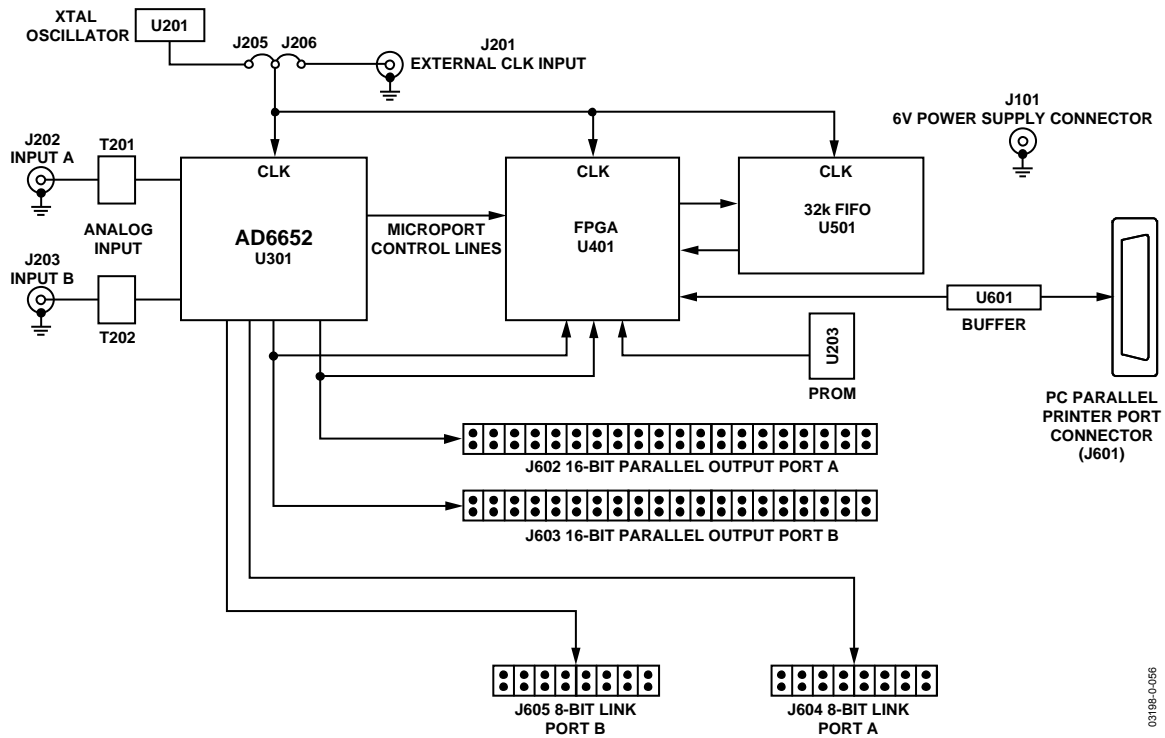 XTAL
OSCILLATOR
U201
J205
J206
J201
EXTERNAL CLK INPUT
J101
6V POWER SUPPLY CONNECTOR
J202
INPUT A
T201
ANALOG
INPUT
J203
INPUT B
T202
CLK
AD6652
U301
MICROPORT
CONTROL LINES
CLK
FPGA
U401
CLK
32k FIFO
U501
U601
BUFFER
U203
PROM
PC PARALLEL
PRINTER PORT
CONNECTOR
(J601)
J602 16-BIT PARALLEL OUTPUT PORT A
J603 16-BIT PARALLEL OUTPUT PORT B
J605 8-BIT LINK
PORT B
J604 8-BIT LINK
PORT A
03198-0-056